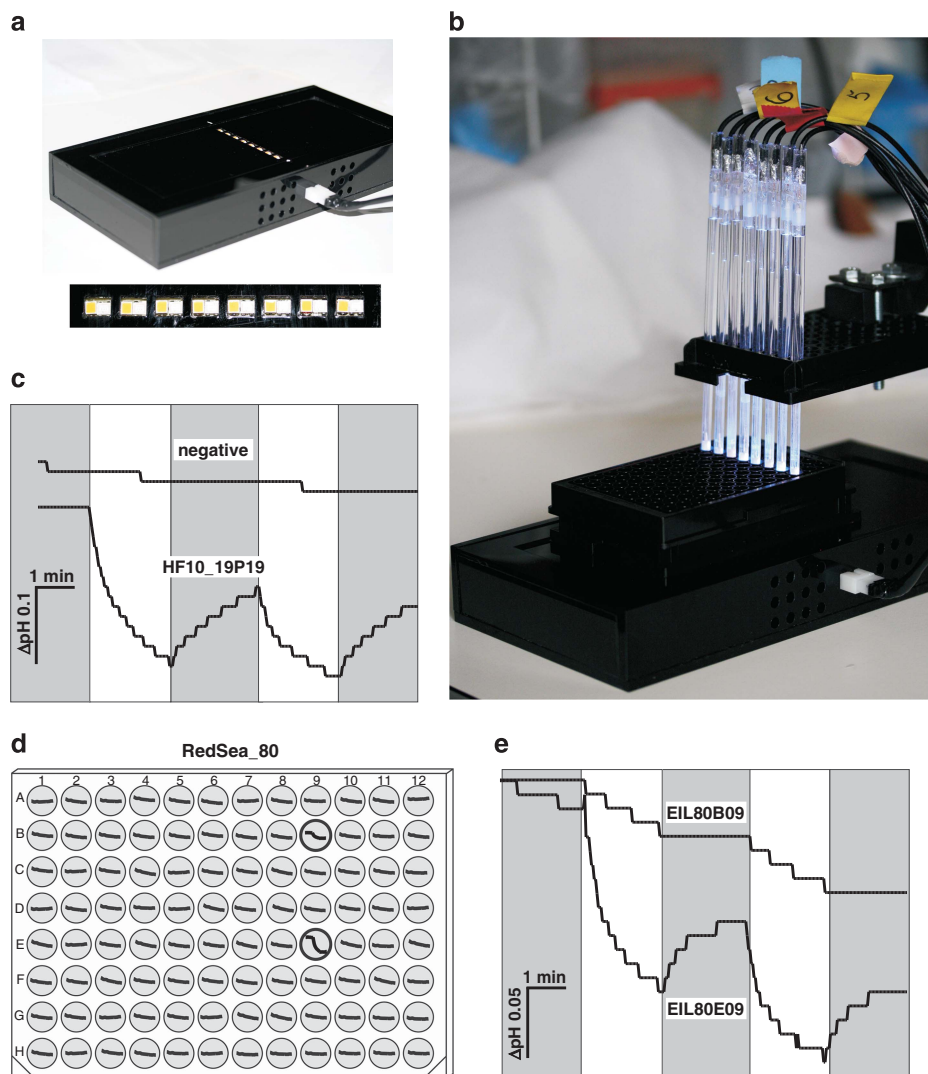 a
b
6
5
c
negative
HF10_19P19
1 min
ΔpH 0.1
d
RedSea_80
1 2 3 4 5 6 7 8 9 10 11 12
A
B
C
D
E
F
G
H
e
EIL80B09
1 min
ΔpH 0.05
EIL80E09